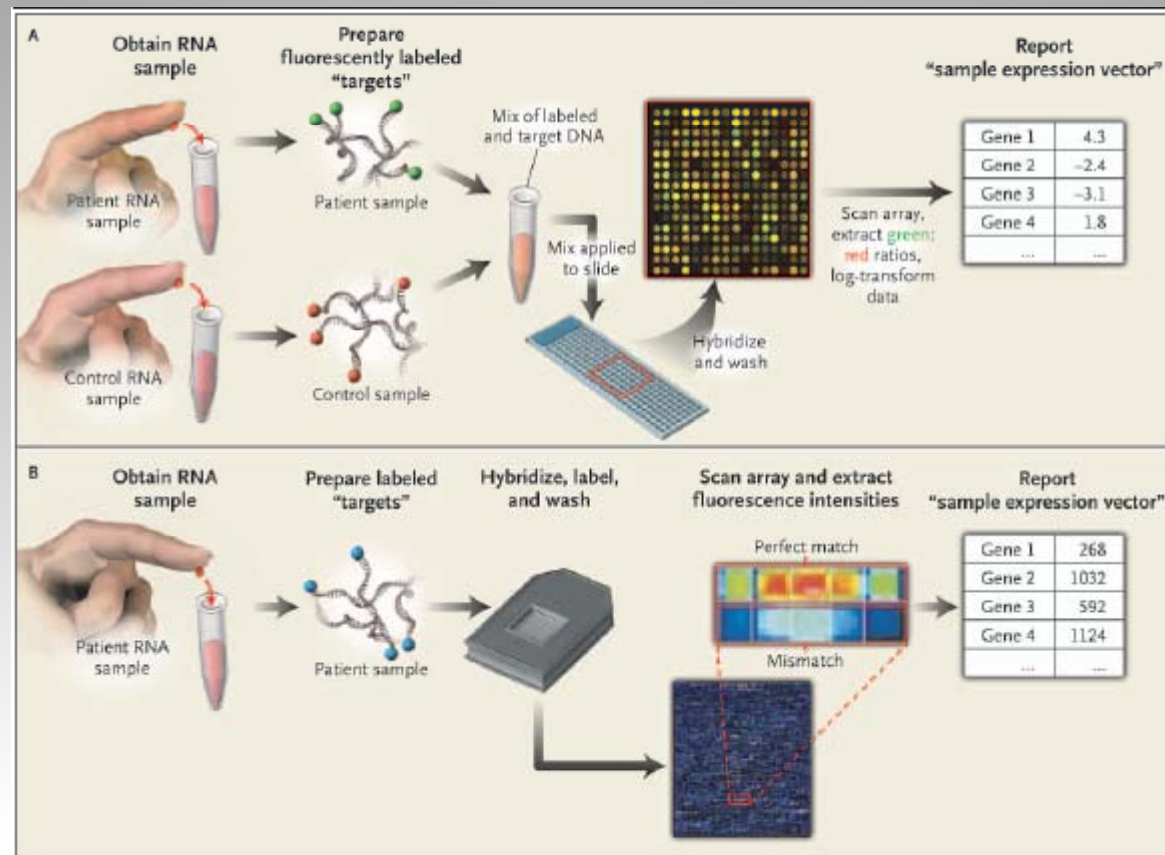 A
Obtain RNA
sample
Prepare
fluorescently labeled
“targets”
Report
“sample expression vector”
Mix of labeled
and target DNA
Patient RNA
sample
Patient sample
Mix applied
to slide
Scan array,
extract green;
red ratios,
log-transform
data
Gene 1 4.3
Gene 2 –2.4
Gene 3 –3.1
Gene 4 1.8
... ....
Control RNA
sample
Control sample
Hybridize
and wash
B
Obtain RNA
sample
Prepare labeled
“targets”
Hybridize, label,
and wash
Scan array and extract
fluorescence intensities
Report
“sample expression vector”
Patient RNA
sample
Patient sample
Perfect match
Mismatch
Gene 1 268
Gene 2 1032
Gene 3 592
Gene 4 1124
... ....